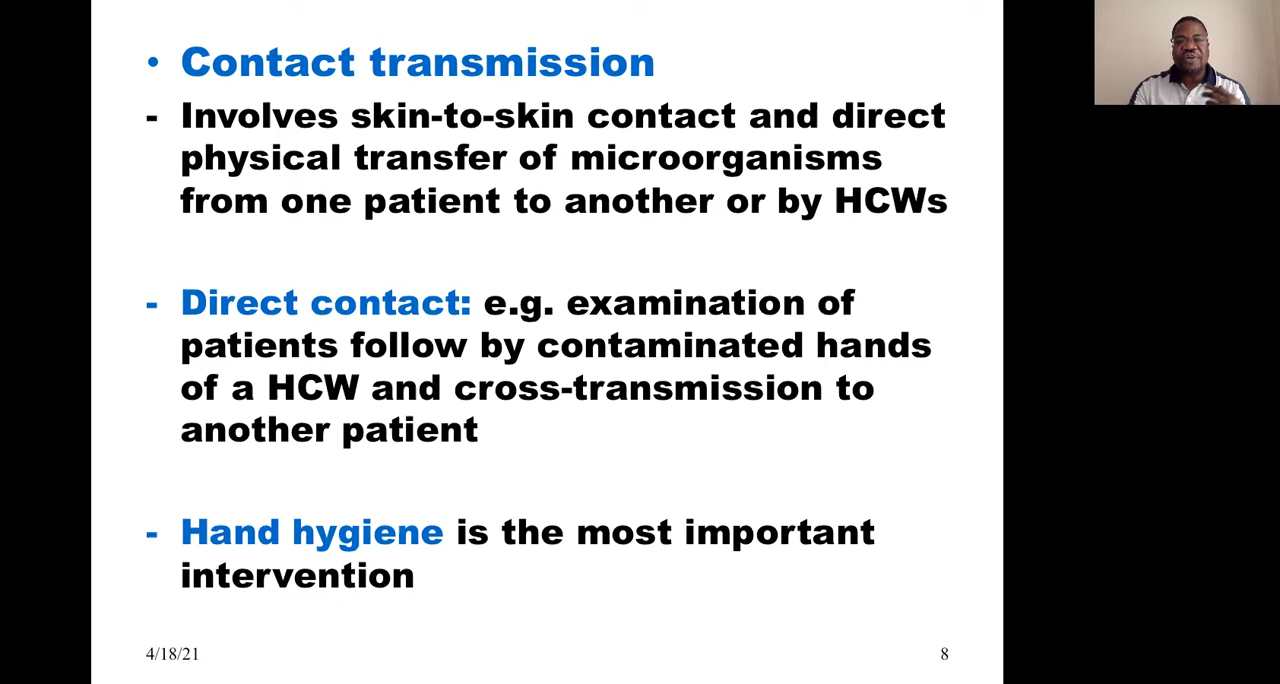 • Contact transmission
- Involves skin-to-skin contact and direct
physical transfer of microorganisms
from one patient to another or by HCWs
- Direct contact: e.g. examination of
patients follow by contaminated hands
of a HCW and cross-transmission to
another patient
- Hand hygiene is the most important
intervention
4/18/21
8